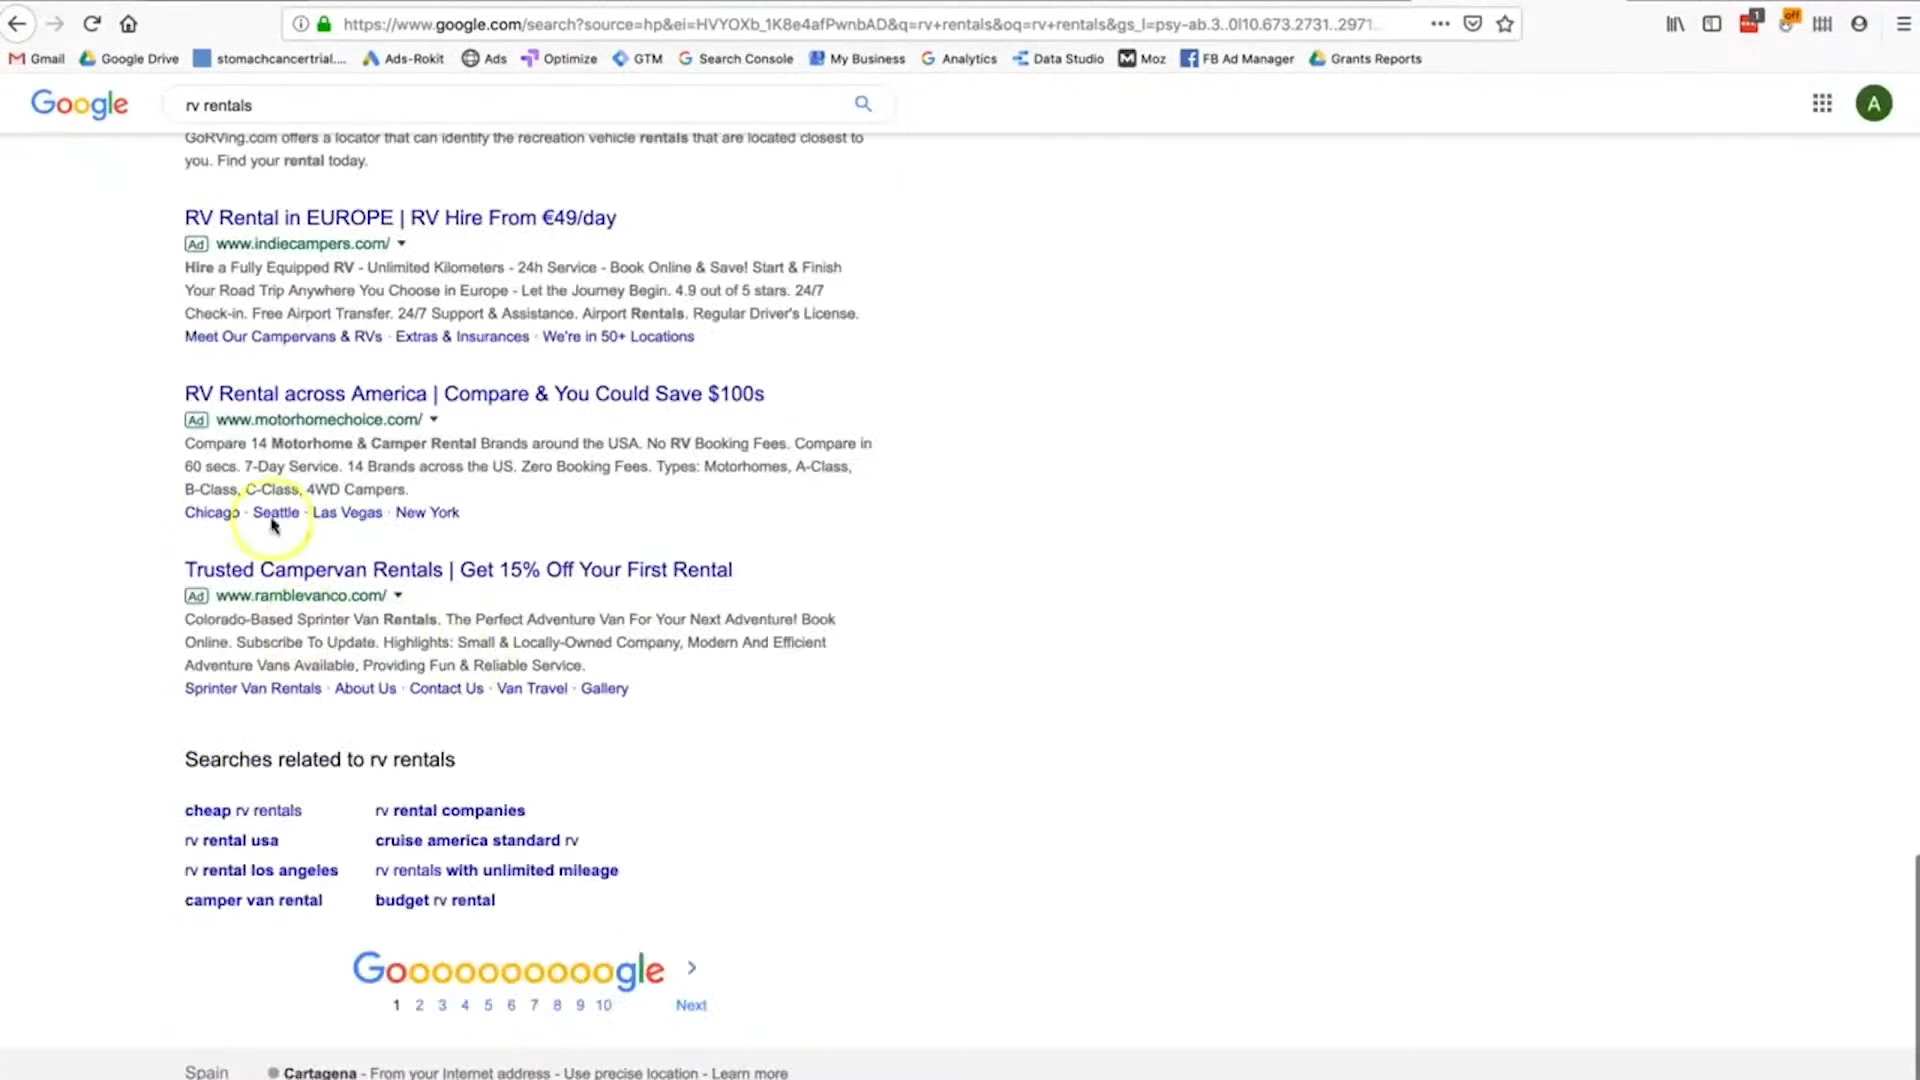 https://www.google.com/search?source=hp&ei=HVYOXb_1K8e4afPwnbAD&q=rv+rentals&oq=rv+rentals&gs_l=psy-ab.3..0l10.673.2731..2971...
1
off
Gmail Google Drive stomachcancertrial.... Ads-Rokit Ads Optimize GTM Search Console My Business Analytics Data Studio Moz FB Ad Manager Grants Reports
Google rv rentals A
GoRVing.com offers a locator that can identify the recreation vehicle rentals that are located closest to
you. Find your rental today.
RV Rental in EUROPE | RV Hire From €49/day
Ad www.indiecampers.com/
Hire a Fully Equipped RV - Unlimited Kilometers - 24h Service - Book Online & Save! Start & Finish
Your Road Trip Anywhere You Choose in Europe - Let the Journey Begin. 4.9 out of 5 stars. 24/7
Check-in. Free Airport Transfer. 24/7 Support & Assistance. Airport Rentals. Regular Driver's License.
Meet Our Campervans & RVs · Extras & Insurances · We're in 50+ Locations
RV Rental across America | Compare & You Could Save $100s
Ad www.motorhomechoice.com/
Compare 14 Motorhome & Camper Rental Brands around the USA. No RV Booking Fees. Compare in
60 secs. 7-Day Service. 14 Brands across the US. Zero Booking Fees. Types: Motorhomes, A-Class,
B-Class, C-Class, 4WD Campers.
Chicago · Seattle · Las Vegas · New York
Trusted Campervan Rentals | Get 15% Off Your First Rental
Ad www.ramblevanco.com/
Colorado-Based Sprinter Van Rentals. The Perfect Adventure Van For Your Next Adventure! Book
Online. Subscribe To Update. Highlights: Small & Locally-Owned Company, Modern And Efficient
Adventure Vans Available, Providing Fun & Reliable Service.
Sprinter Van Rentals · About Us · Contact Us · Van Travel · Gallery
Searches related to rv rentals
cheap rv rentals rv rental companies
rv rental usa cruise america standard rv
rv rental los angeles rv rentals with unlimited mileage
camper van rental budget rv rental
Goooooooooogle
1 2 3 4 5 6 7 8 9 10 Next
Spain Cartagena - From your Internet address - Use precise location - Learn more